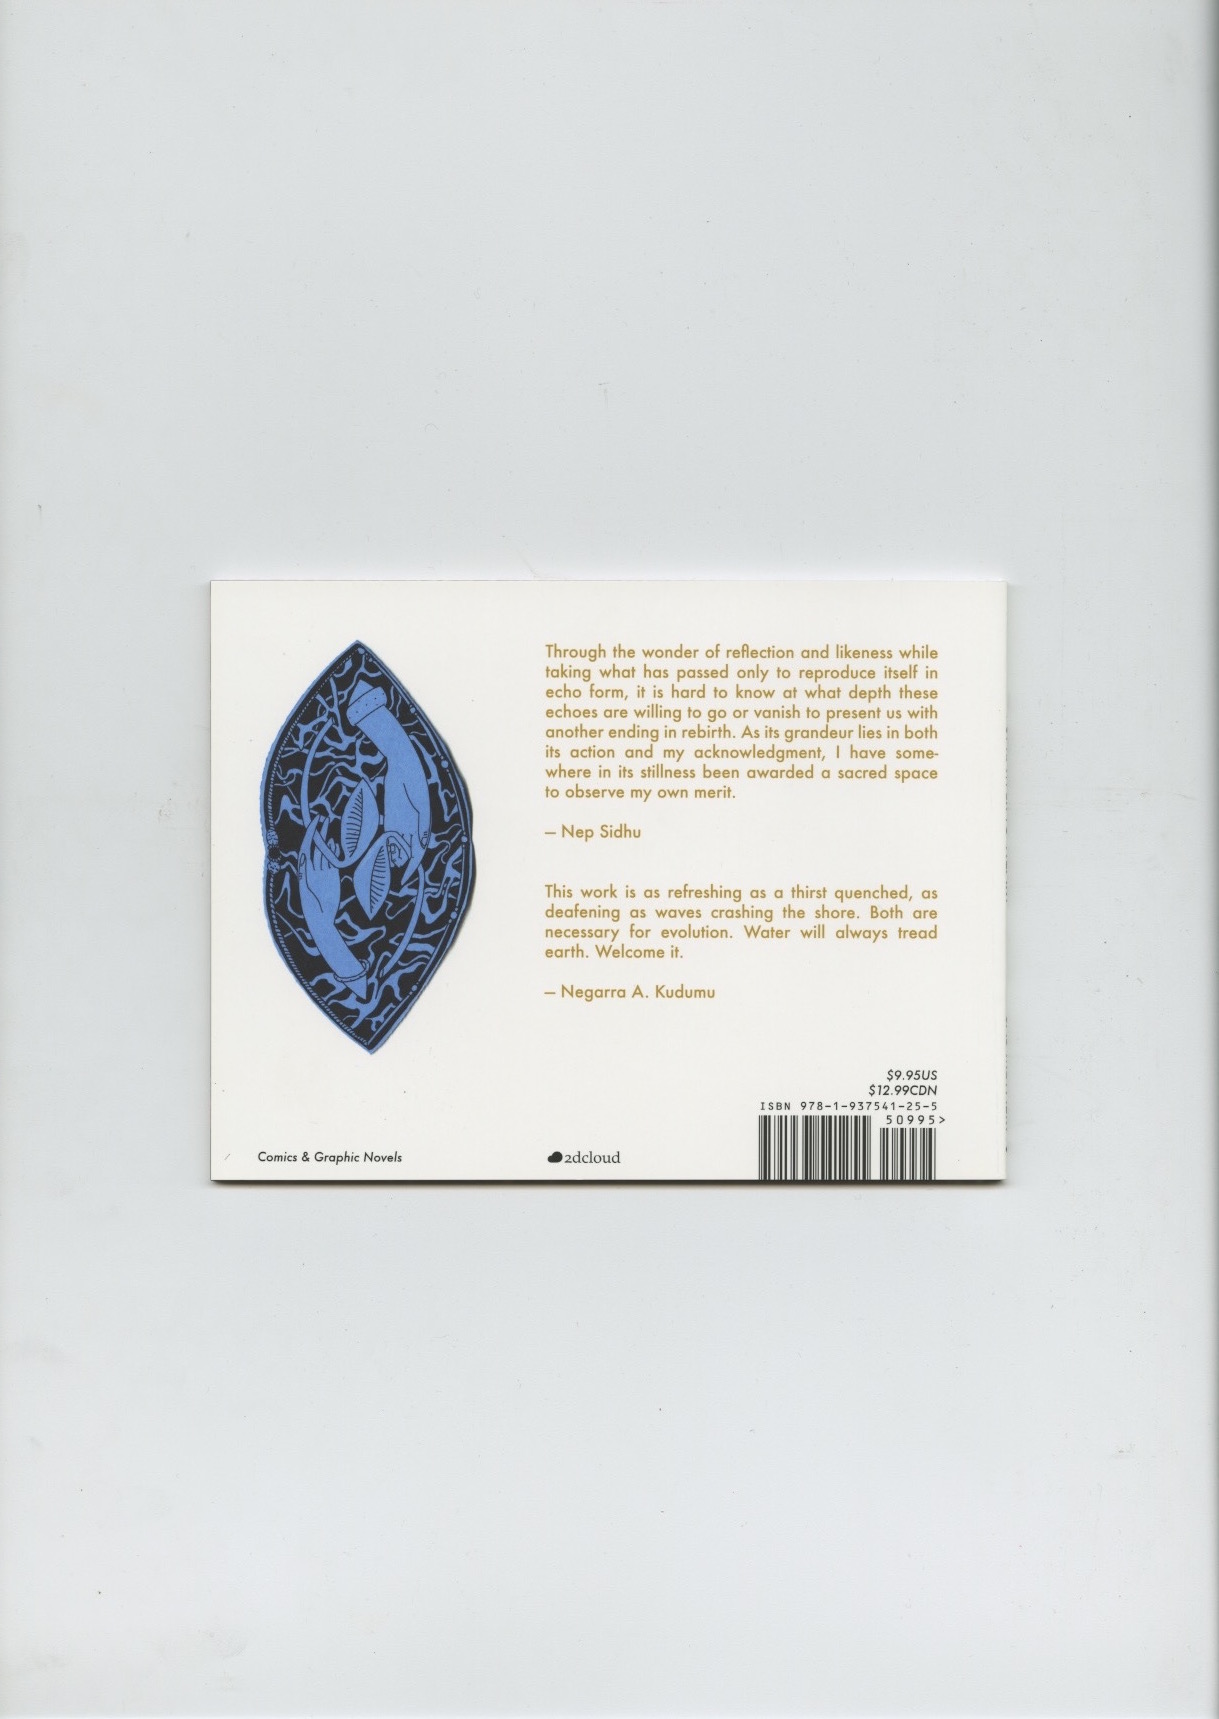 Through the wonder of reflection and likeness while
taking what has passed only to reproduce itself in
echo form, it is hard to know at what depth these
echoes are willing to go or vanish to present us with
another ending in rebirth. As its grandeur lies in both
its action and my acknowledgment, I have some-
where in its stillness been awarded a sacred space
to observe my own merit.
– Nep Sidhu
This work is as refreshing as a thirst quenched, as
deafening as waves crashing the shore. Both are
necessary for evolution. Water will always tread
earth. Welcome it.
– Negarra A. Kudumu
$9.95US
$12.99CDN
ISBN 978-1-937541-25-5
50995>
Comics & Graphic Novels
2dcloud